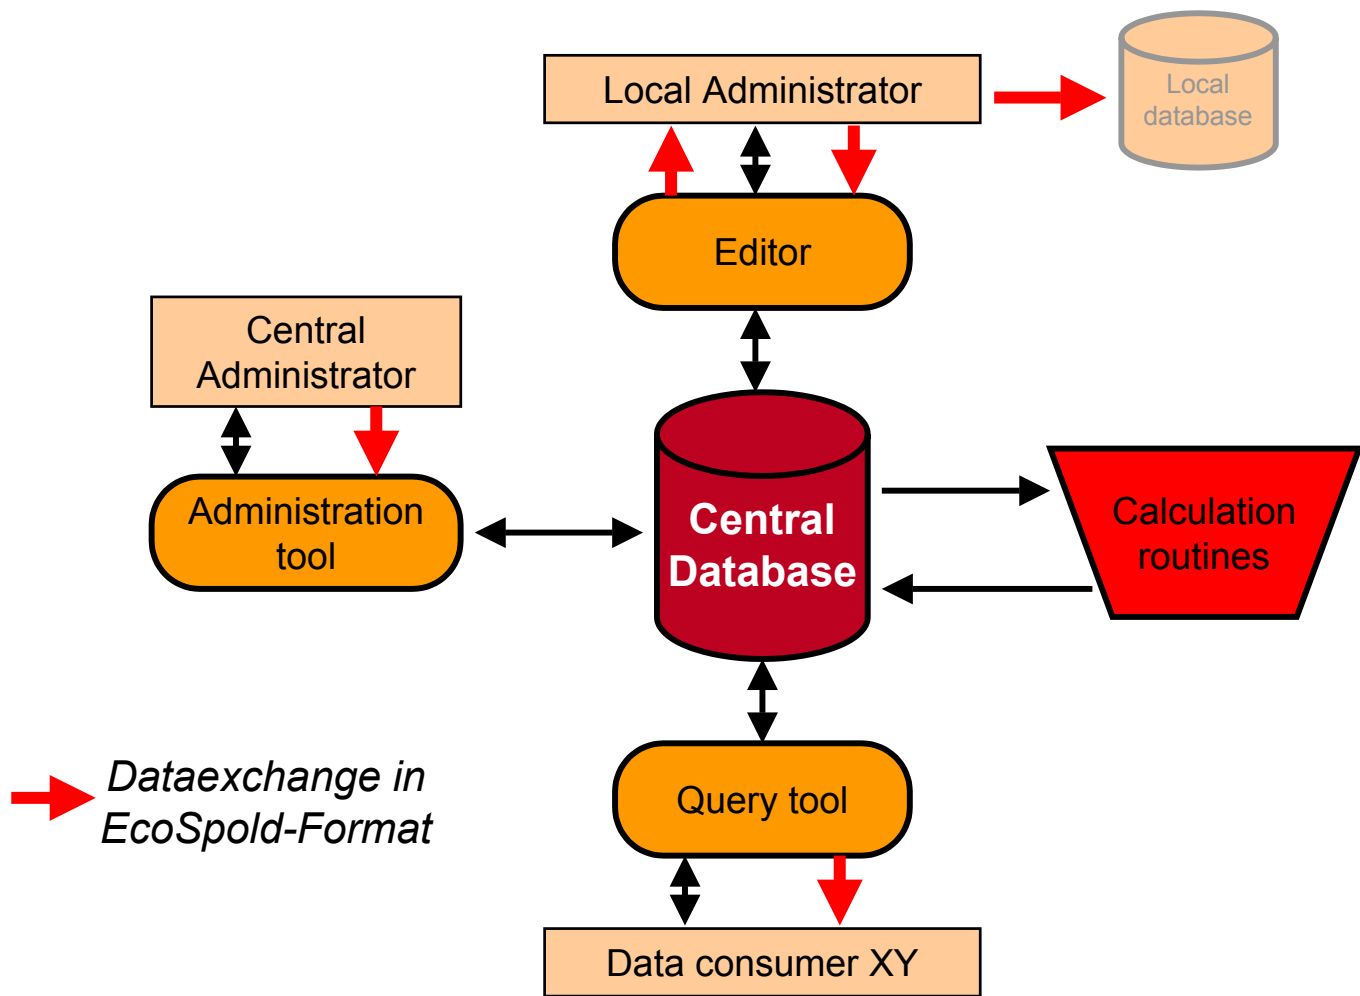 Local Administrator
Local
database
Editor
Central
Administrator
Administration
tool
Central
Database
Calculation
routines
Dataexchange in
EcoSpold-Format
Query tool
Data consumer XY